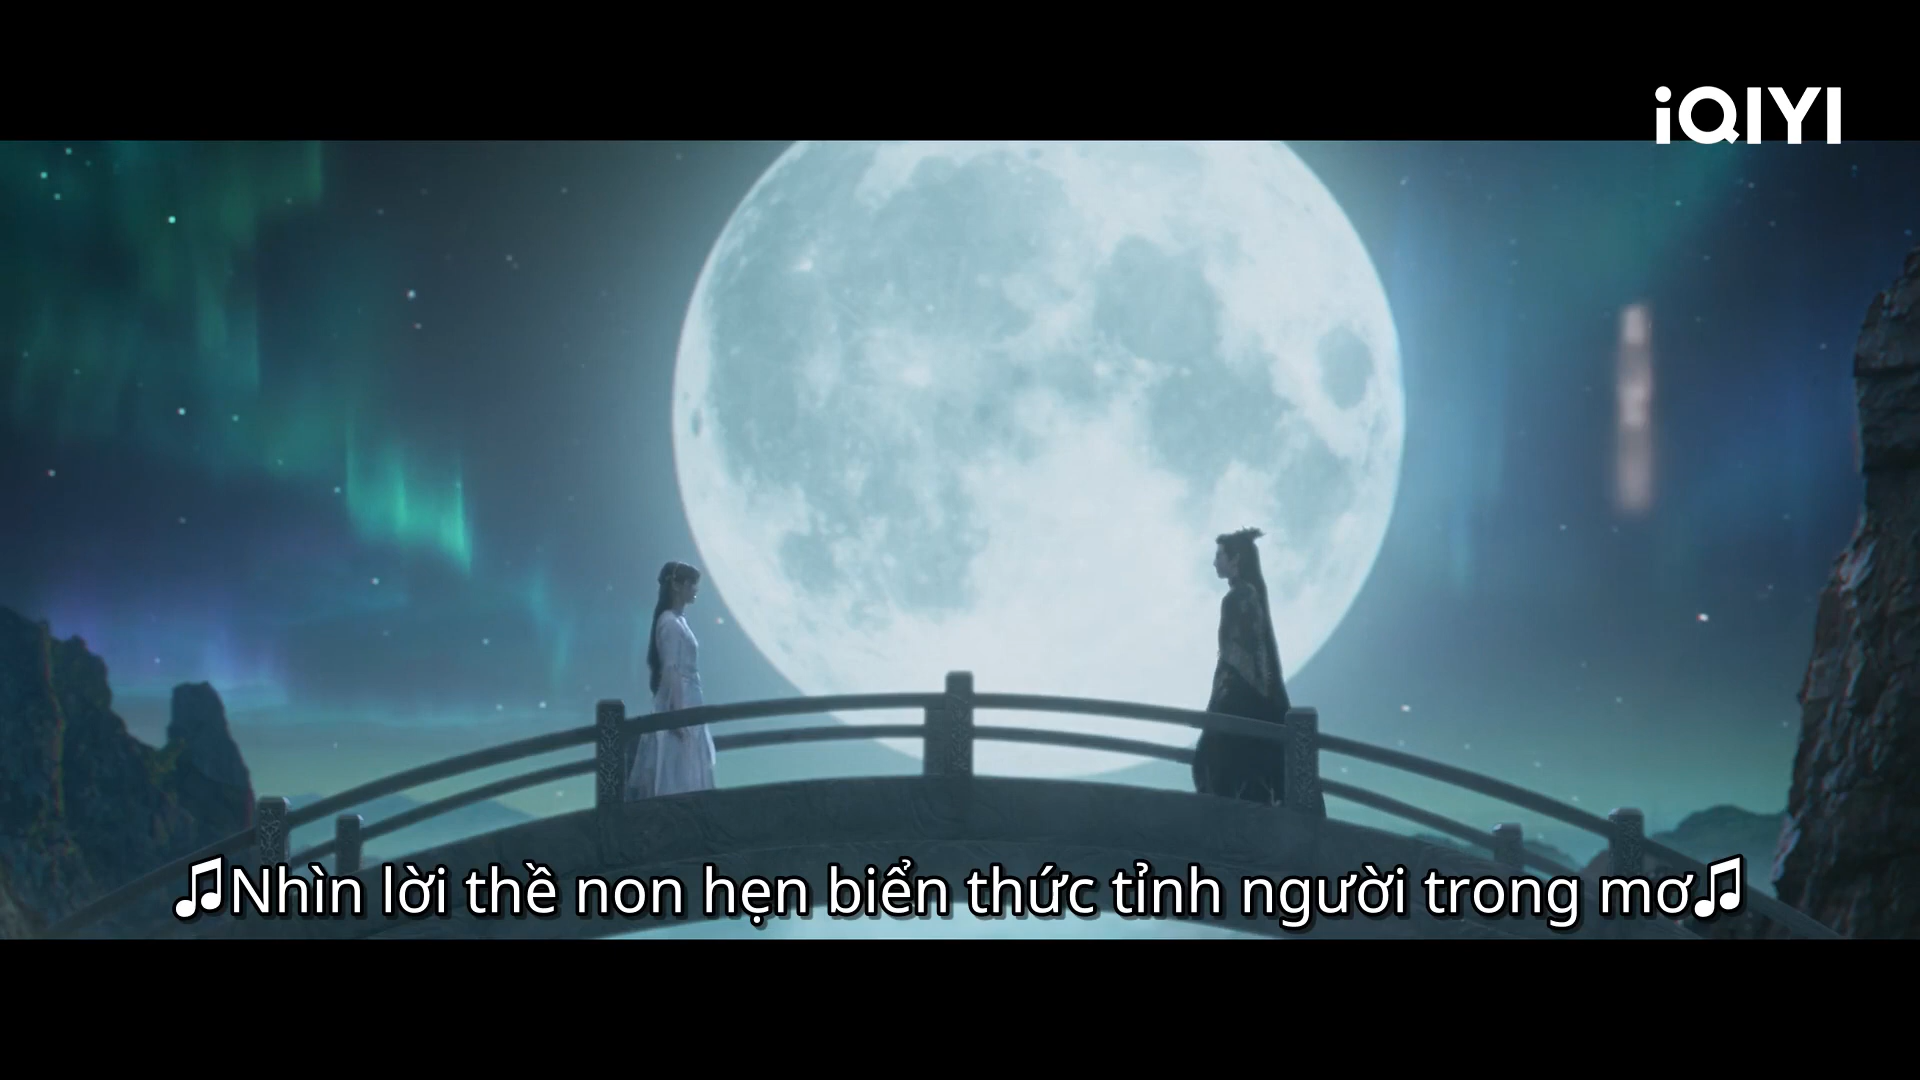 iQIYI
♫Nhìn lời thề non hẹn biển thức tỉnh người trong mơ♫